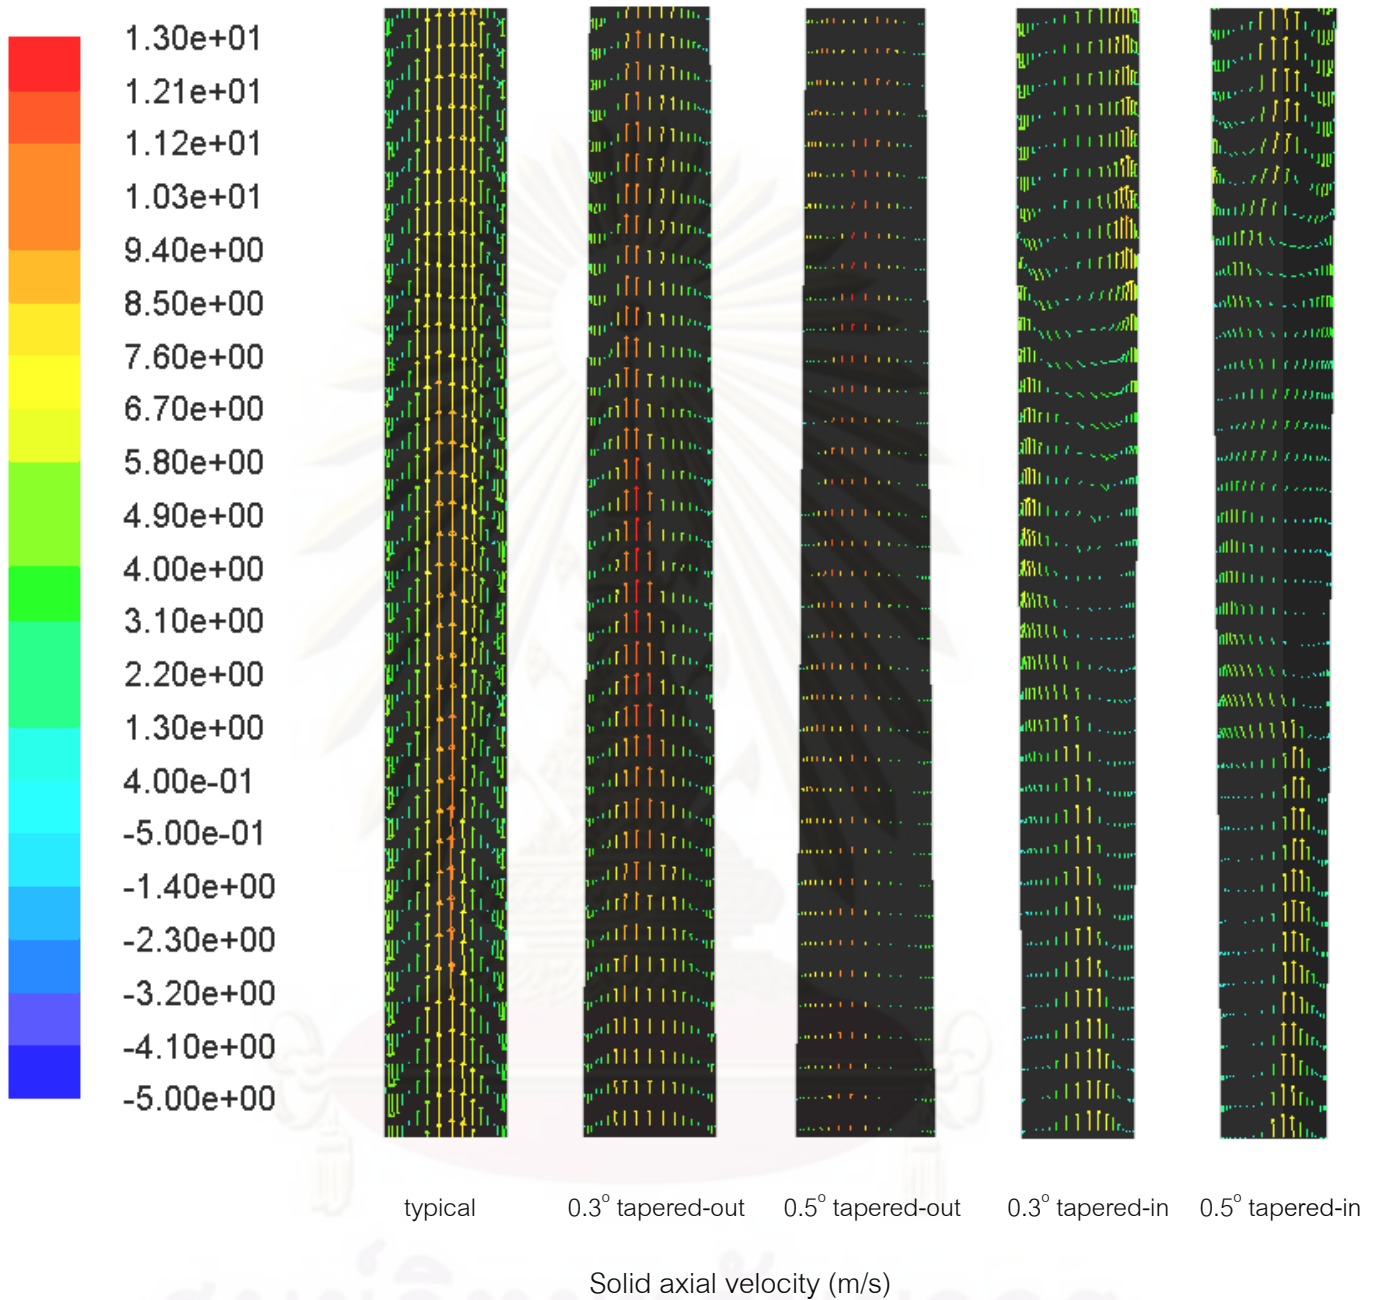 1.30e+01
1.21e+01
1.12e+01
1.03e+01
9.40e+00
8.50e+00
7.60e+00
6.70e+00
5.80e+00
4.90e+00
4.00e+00
3.10e+00
2.20e+00
1.30e+00
4.00e-01
-5.00e-01
-1.40e+00
-2.30e+00
-3.20e+00
-4.10e+00
-5.00e+00
typical 0.3° tapered-out 0.5° tapered-out 0.3° tapered-in 0.5° tapered-in
Solid axial velocity (m/s)